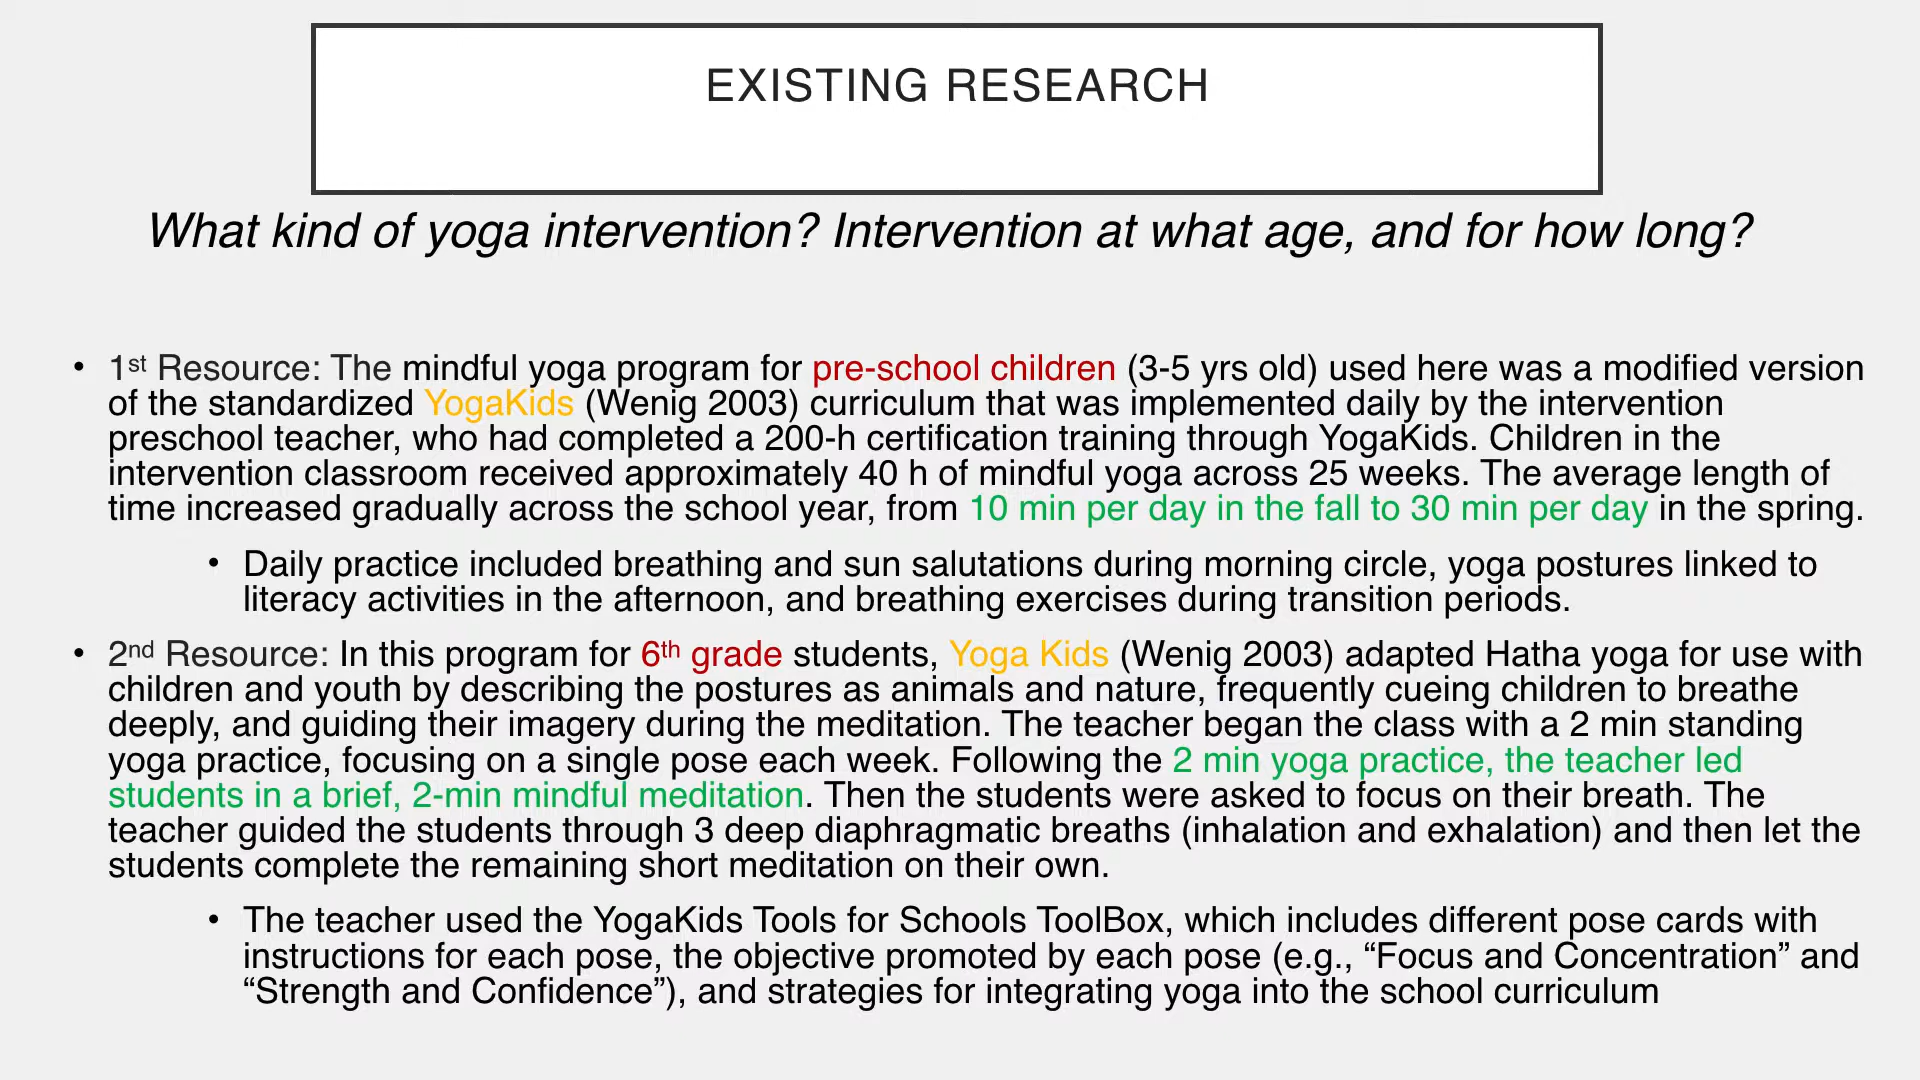 EXISTING RESEARCH
What kind of yoga intervention? Intervention at what age, and for how long?
• 1st Resource: The mindful yoga program for pre-school children (3-5 yrs old) used here was a modified version
of the standardized YogaKids (Wenig 2003) curriculum that was implemented daily by the intervention
preschool teacher, who had completed a 200-h certification training through YogaKids. Children in the
intervention classroom received approximately 40 h of mindful yoga across 25 weeks. The average length of
time increased gradually across the school year, from 10 min per day in the fall to 30 min per day in the spring.
• Daily practice included breathing and sun salutations during morning circle, yoga postures linked to
literacy activities in the afternoon, and breathing exercises during transition periods.
• 2nd Resource: In this program for 6th grade students, Yoga Kids (Wenig 2003) adapted Hatha yoga for use with
children and youth by describing the postures as animals and nature, frequently cueing children to breathe
deeply, and guiding their imagery during the meditation. The teacher began the class with a 2 min standing
yoga practice, focusing on a single pose each week. Following the 2 min yoga practice, the teacher led
students in a brief, 2-min mindful meditation. Then the students were asked to focus on their breath. The
teacher guided the students through 3 deep diaphragmatic breaths (inhalation and exhalation) and then let the
students complete the remaining short meditation on their own.
• The teacher used the YogaKids Tools for Schools ToolBox, which includes different pose cards with
instructions for each pose, the objective promoted by each pose (e.g., “Focus and Concentration” and
“Strength and Confidence”), and strategies for integrating yoga into the school curriculum